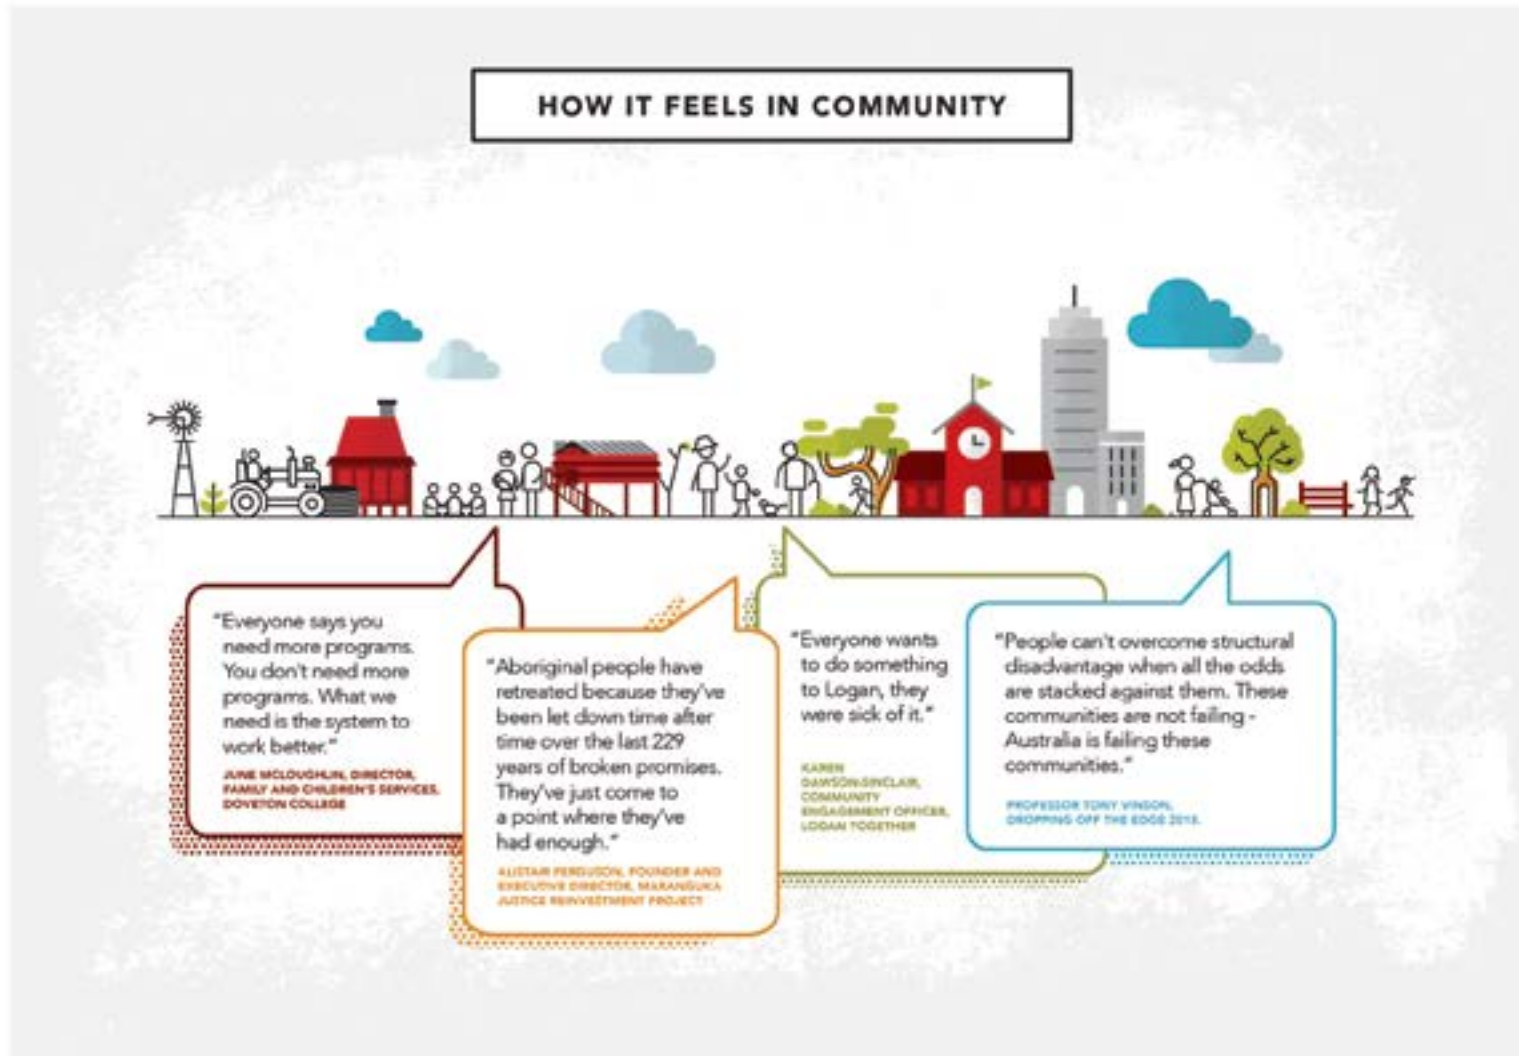 HOW IT FEELS IN COMMUNITY
"Everyone says you
need more programs.
You don't need more
programs. What we
need is the system to
work better."
JUNE MCLOUGHLIN, DIRECTOR,
FAMILY AND CHILDREN'S SERVICES,
DOVETON COLLEGE
"Aboriginal people have
retreated because they've
been let down time after
time over the last 229
years of broken promises.
They've just come to
a point where they've
had enough."
ALISTAIR FERGUSON, FOUNDER AND
EXECUTIVE DIRECTOR, MARANGUKA
JUSTICE REINVESTMENT PROJECT
"Everyone wants
to do something
to Logan, they
were sick of it."
KAREN
DAWSON-SINCLAIR,
COMMUNITY
ENGAGEMENT OFFICER,
LOGAN TOGETHER
"People can't overcome structural
disadvantage when all the odds
are stacked against them. These
communities are not failing -
Australia is failing these
communities."
PROFESSOR TONY VINSON,
DROPPING OFF THE EDGE